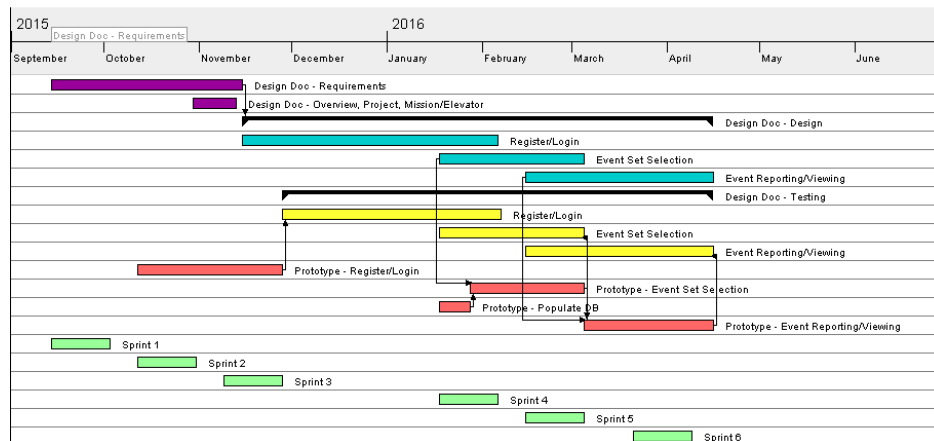 2015
2016
Design Doc - Requirements
September
October
November
December
January
February
March
April
May
June
Design Doc - Requirements
Design Doc - Overview, Project, Mission/Elevator
Design Doc - Design
Register/Login
Event Set Selection
Event Reporting/Viewing
Design Doc - Testing
Register/Login
Event Set Selection
Event Reporting/Viewing
Prototype - Register/Login
Prototype - Event Set Selection
Prototype - Populate DB
Prototype - Event Reporting/Viewing
Sprint 1
Sprint 2
Sprint 3
Sprint 4
Sprint 5
Sprint 6